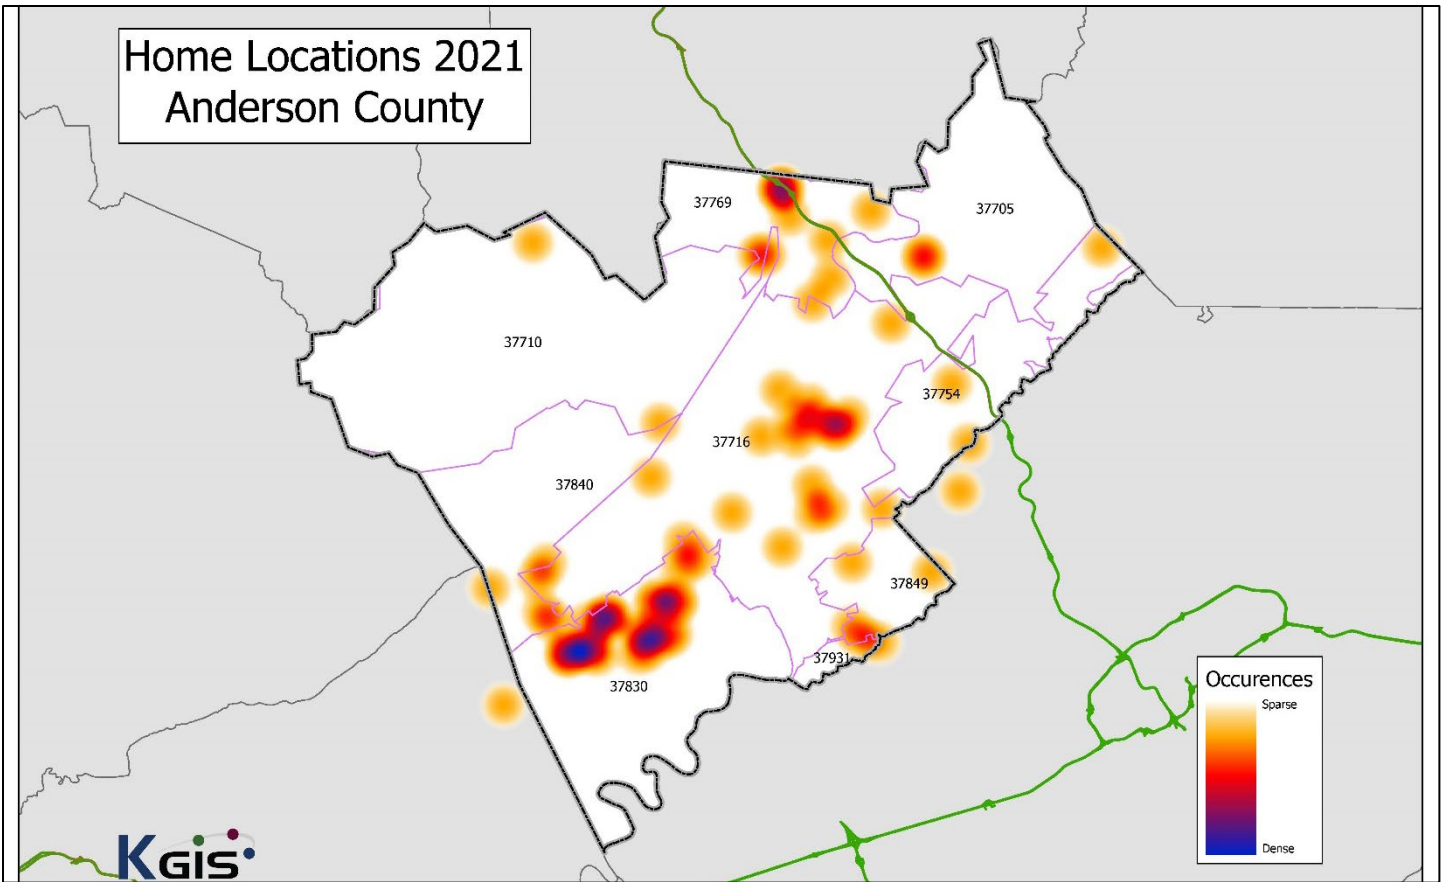 Home Locations 2021
Anderson County
37769
37705
37710
37754
37716
37840
37849
37931
37830
Occurences
Sparse
Dense
KGIS